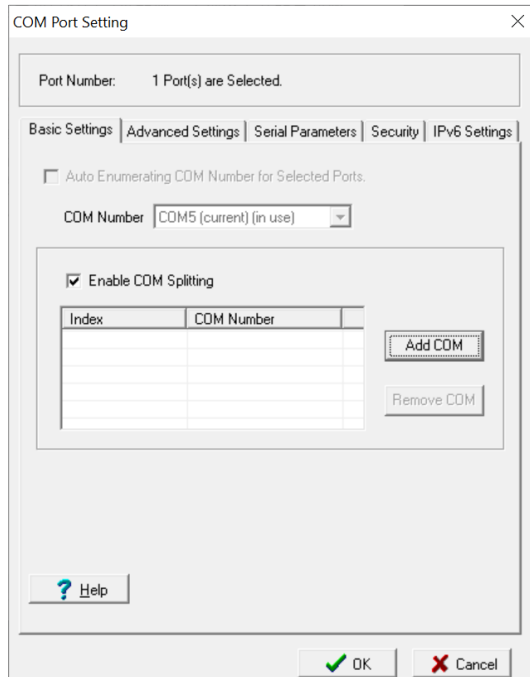 COM Port Setting
Port Number: 1 Port(s) are Selected.
Basic Settings Advanced Settings Serial Parameters Security IPv6 Settings
Auto Enumerating COM Number for Selected Ports.
COM Number COM5 (current) (in use)
Enable COM Splitting
Index COM Number
Add COM
Remove COM
? Help
OK Cancel